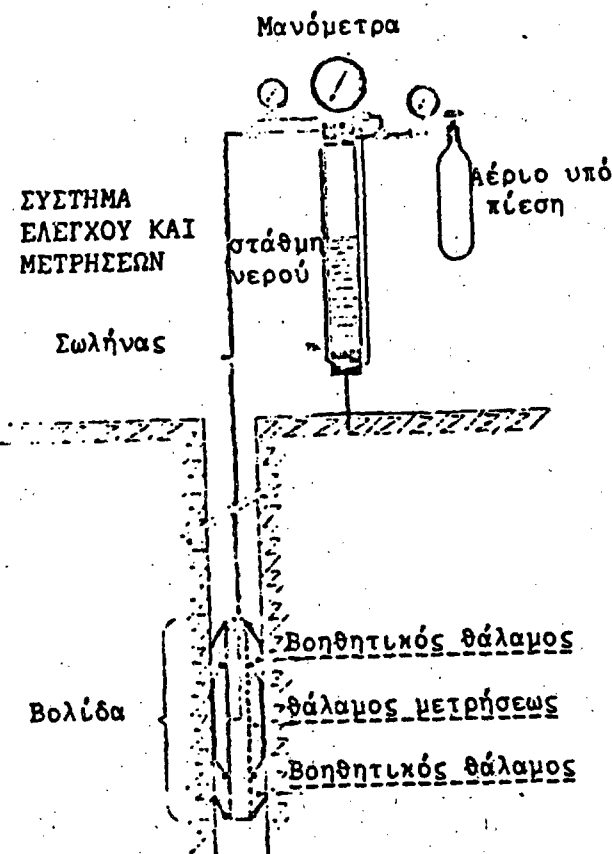 Μανόμετρα
Αέριο υπό
πίεση
ΣΥΣΤΗΜΑ
ΕΛΕΓΧΟΥ ΚΑΙ
ΜΕΤΡΗΣΕΩΝ
στάθμη
νερού
Σωλήνας
Βοηθητικός θάλαμος
Βολίδα
θάλαμος μετρήσεως
Βοηθητικός θάλαμος